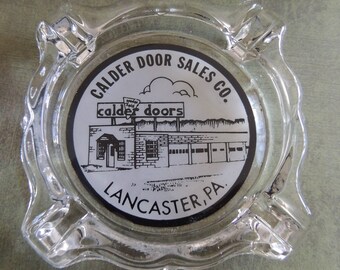 CALDER DOOR SALES CO.
calder doors
LANCASTER, PA.